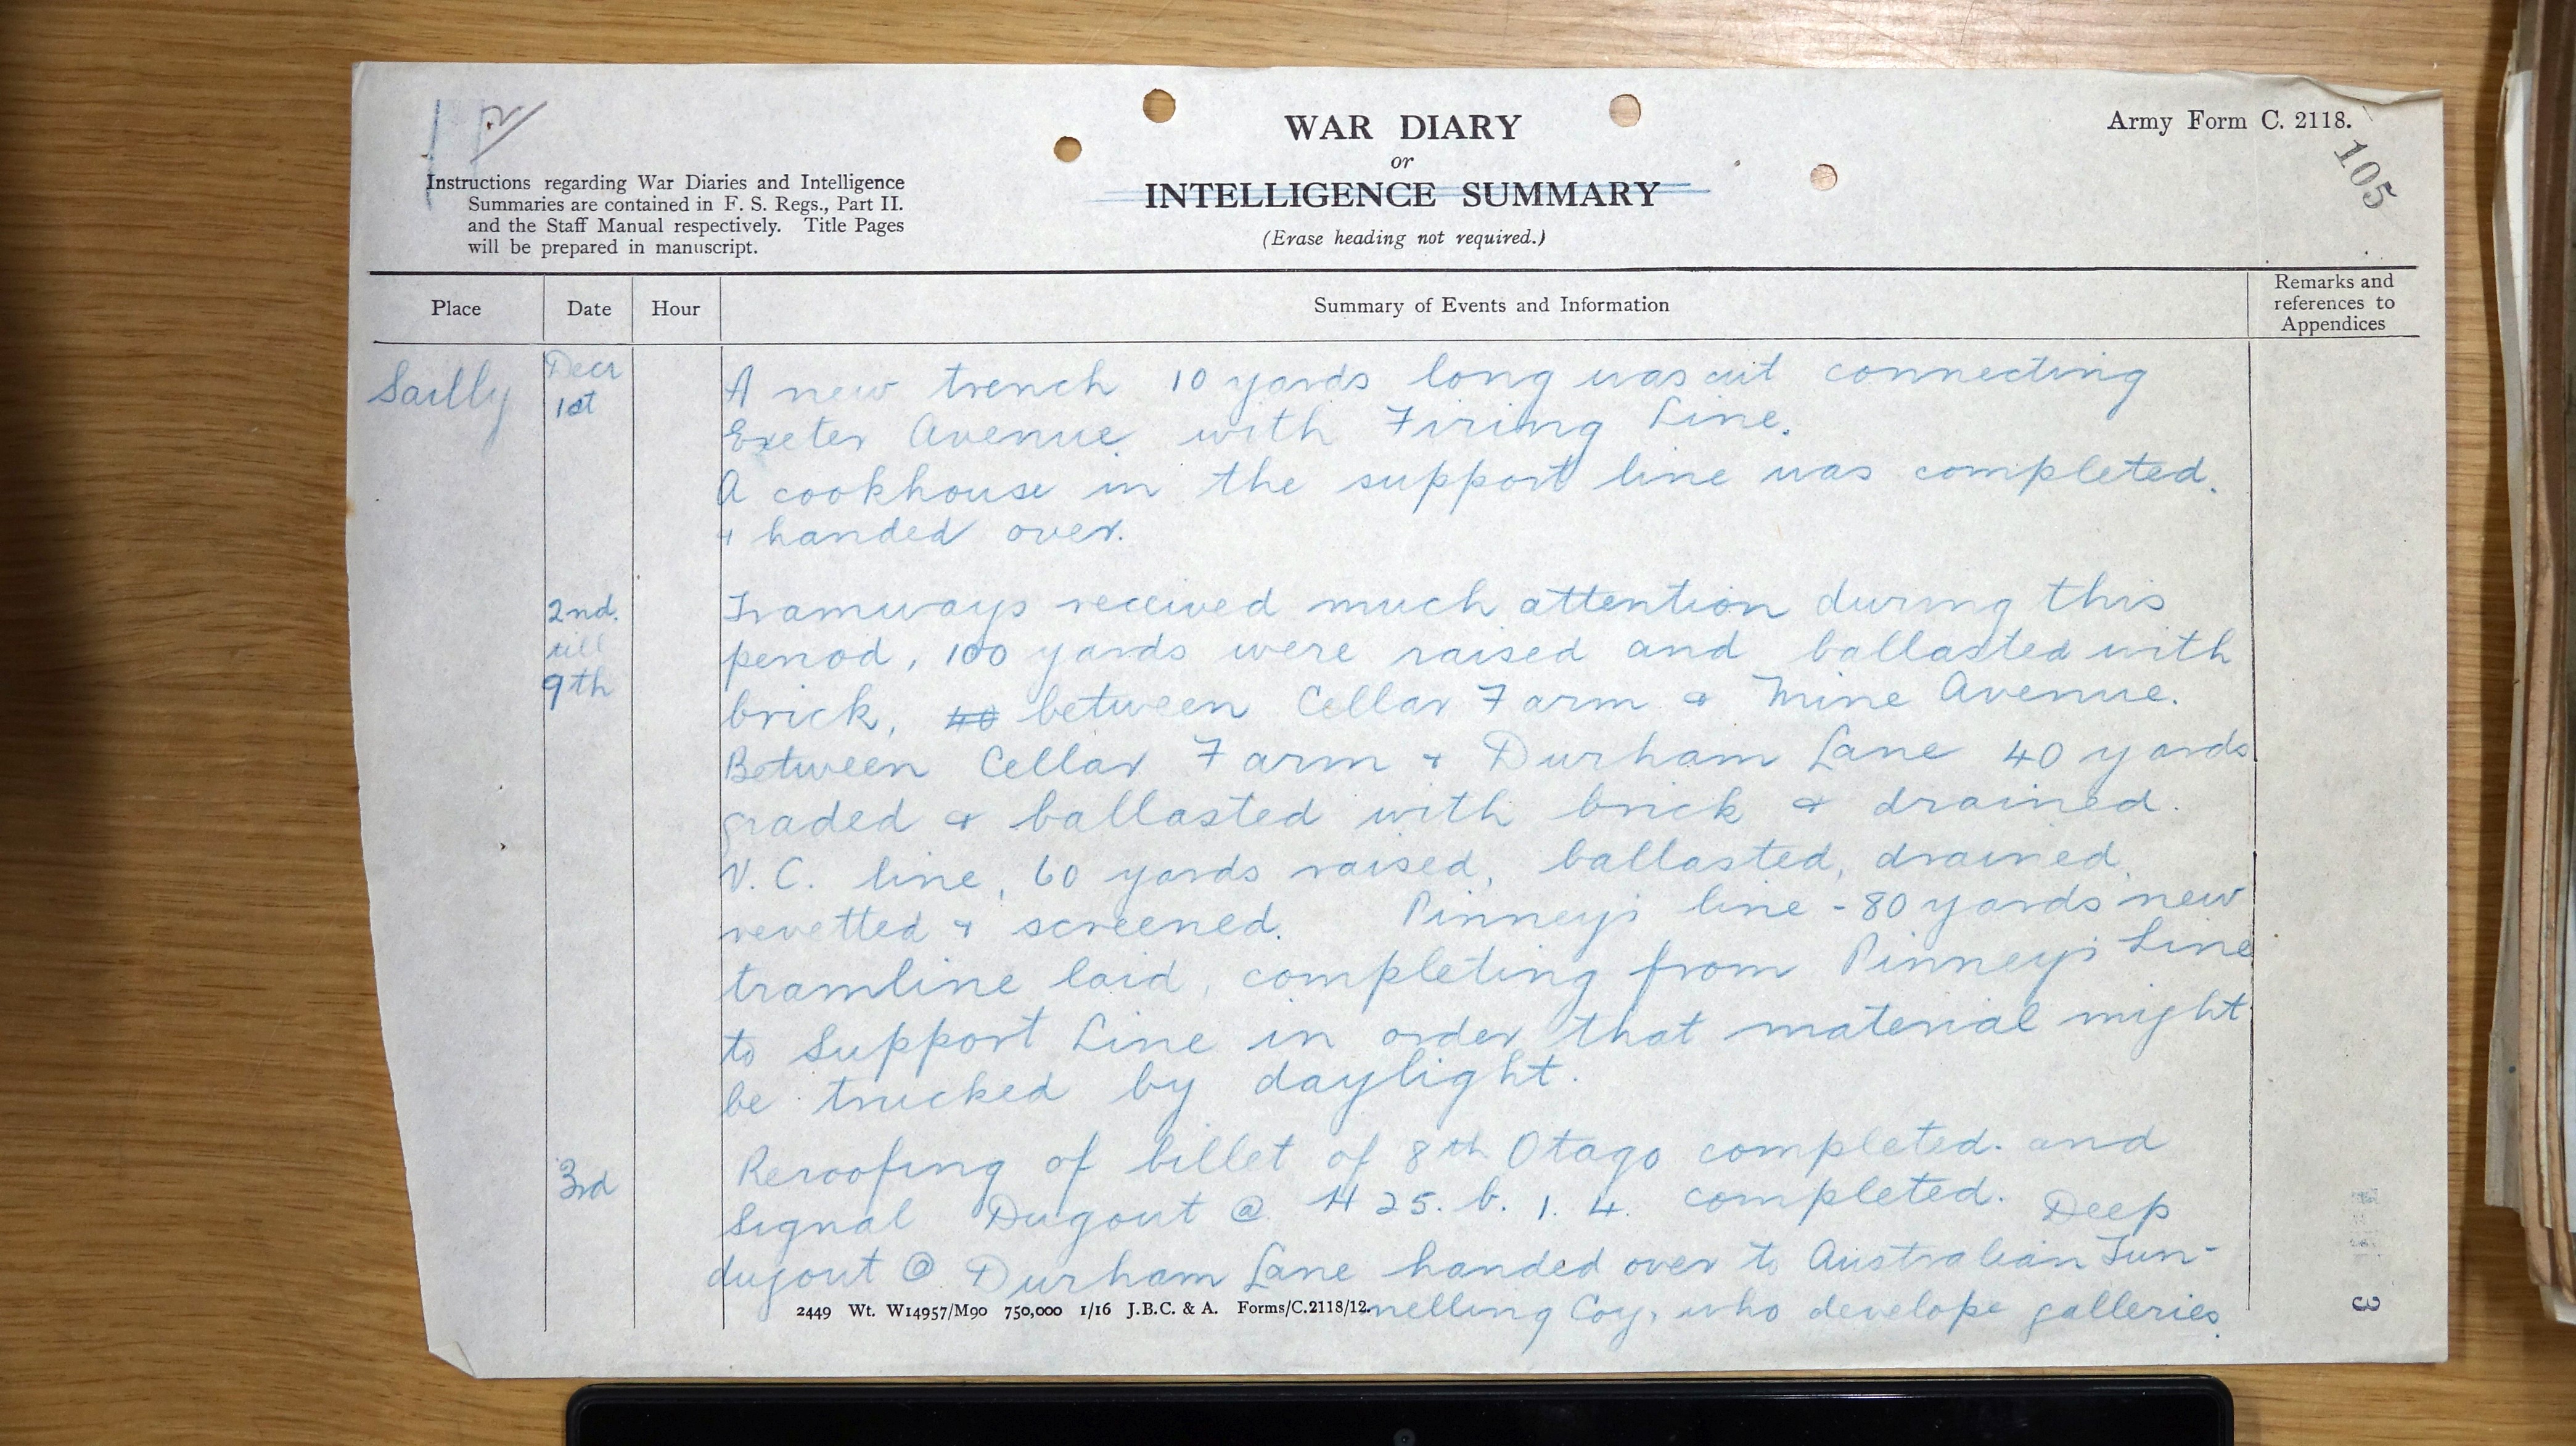 2
WAR DIARY
or
INTELLIGENCE SUMMARY
(Erase heading not required.)
Army Form C. 2118.
105
Instructions regarding War Diaries and Intelligence
Summaries are contained in F. S. Regs., Part II.
and the Staff Manual respectively. Title Pages
will be prepared in manuscript.
Place Date Hour Summary of Events and Information Remarks and
references to
Appendices
Sailly Decr
1st A new trench 10 yards long was cut connecting
Exeter Avenue with Firing Line.
A cookhouse in the support line was completed.
+ handed over.
2nd. Tramways received much attention during this
till period, 100 yards were raised and ballasted with
9th brick, 40 between Cellar Farm + Mine Avenue.
Between Cellar Farm + Durham Lane 40 yards
graded + ballasted with brick + drained.
V.C. line, 60 yards raised, ballasted, drained,
revetted + screened. Pinney's line - 80 yards new
tramline laid, completing from Pinney's Line
to Support Line in order that material might
be trucked by daylight.
3rd Reroofing of billet of 8th Otago completed. and
Signal Dugout @ H 25. b. 1. 4. completed. Deep
dugout @ Durham Lane handed over to Australian Tun-
nelling Coy, who develope galleries.
2449 Wt. W14957/M90 750,000 1/16 J.B.C. & A. Forms/C.2118/12.
3